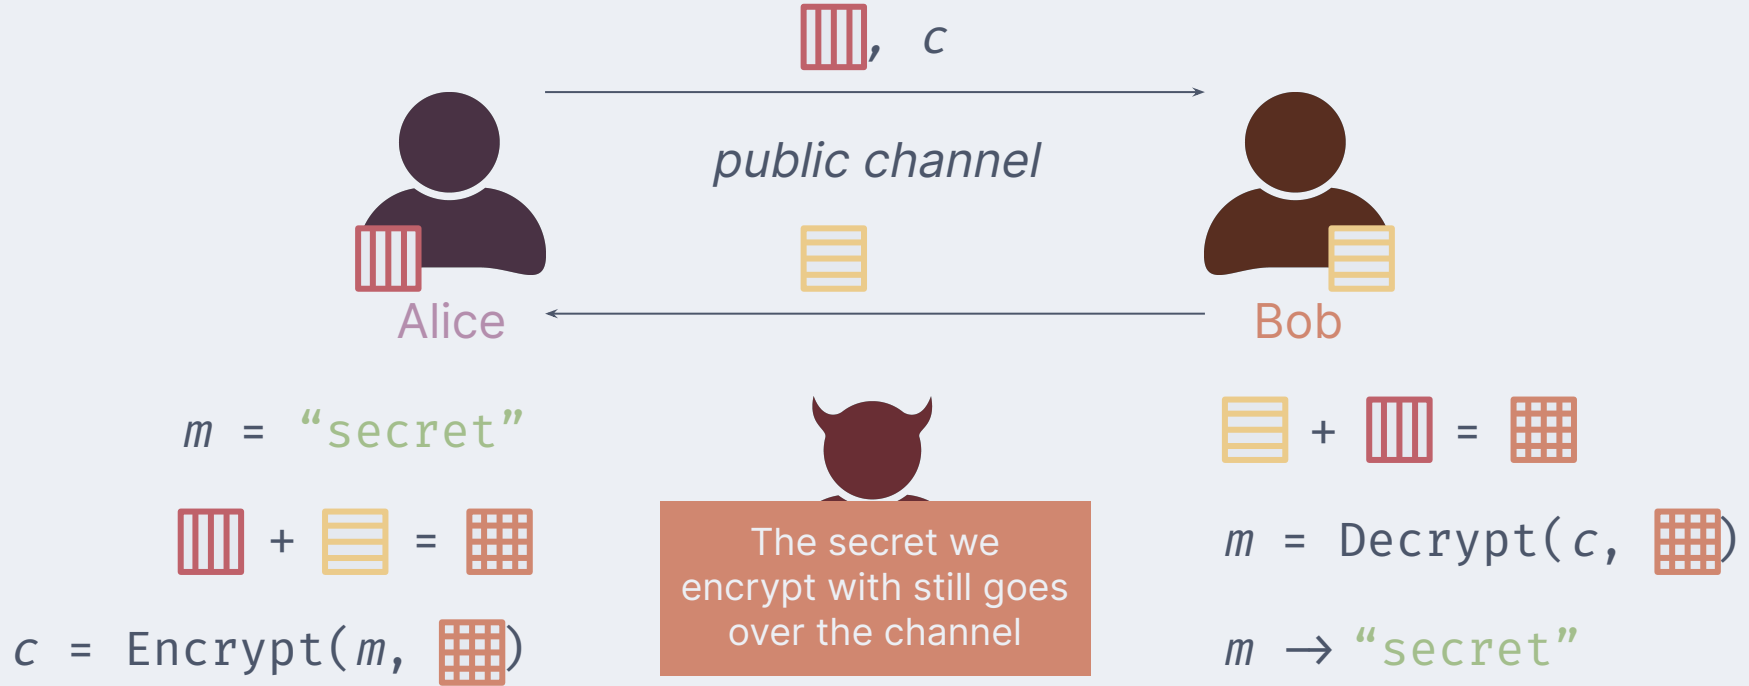 , c
public channel
Alice
Bob
m = “secret”
+ =
c = Encrypt(m, )
The secret we
encrypt with still goes
over the channel
+ =
m = Decrypt(c, )
m → “secret”